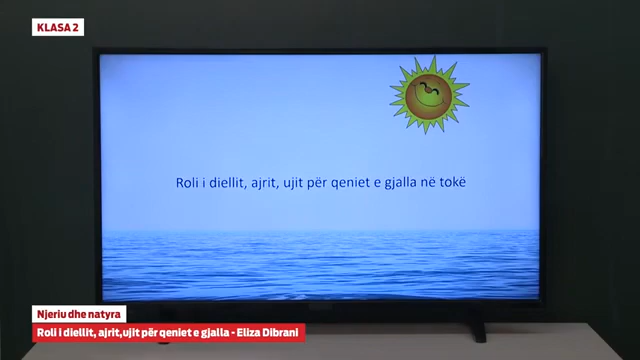 KLASA 2
Roli i diellit, ajrit, ujit për qeniet e gjalla në tokë
Njeriu dhe natyra
Roli i diellit, ajrit,ujit për qeniet e gjalla - Eliza Dibrani